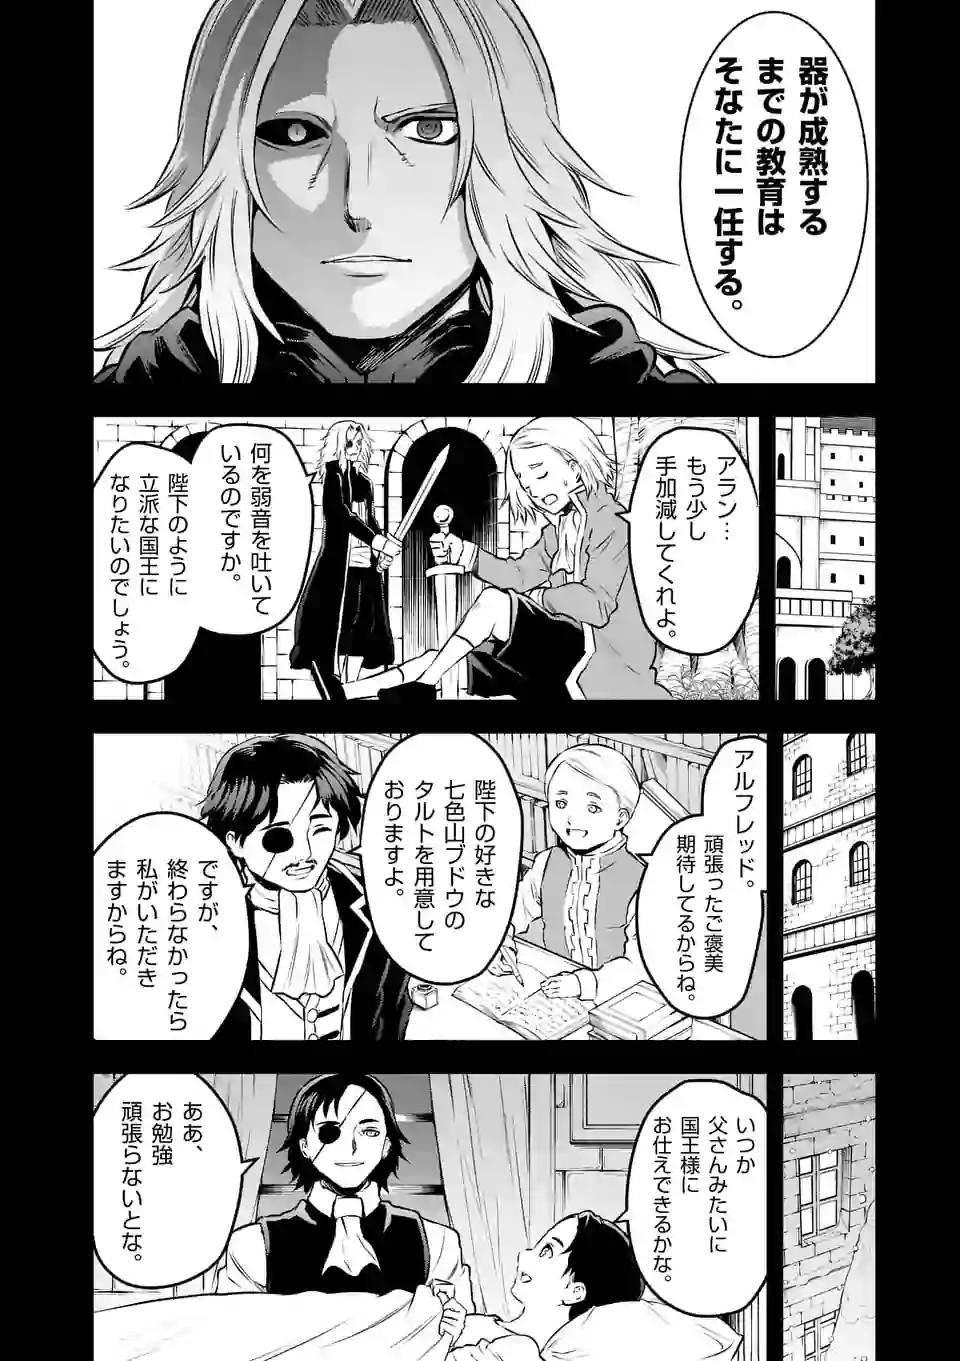 器が成熟する
までの教育は
そなたに一任する。
アラン…
もう少し
手加減してくれよ。
何を弱音を吐いて
いるのですか。
陛下のように
立派な国王に
なりたいのでしょう。
アルフレッド。
頑張ったご褒美
期待してるからね。
陛下の好きな
七色山ブドウの
タルトを用意して
おりますよ。
ですが、
終わらなかったら
私がいただき
ますからね。
いつか
父さんみたいに
国王様に
お仕えできるかな。
ああ、
お勉強
頑張らないとな。